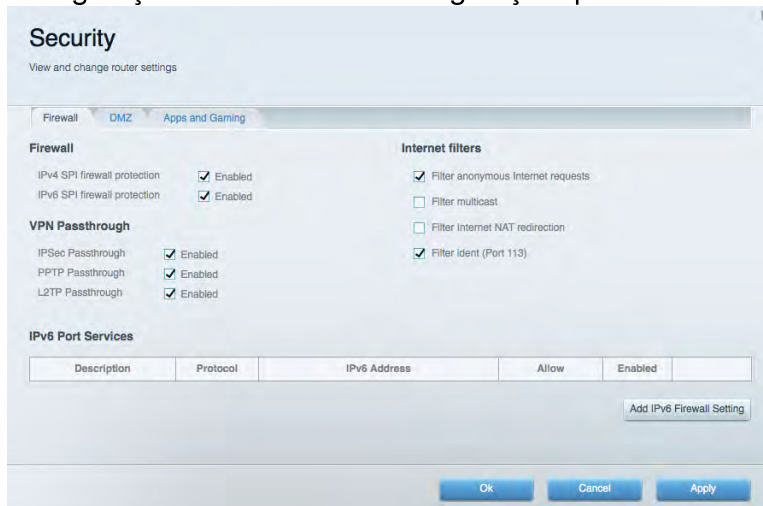 Security
View and change router settings
Firewall DMZ Apps and Gaming
Firewall
IPv4 SPI firewall protection Enabled
IPv6 SPI firewall protection Enabled
VPN Passthrough
IPSec Passthrough Enabled
PPTP Passthrough Enabled
L2TP Passthrough Enabled
Internet filters
Filter anonymous Internet requests
Filter multicast
Filter Internet NAT redirection
Filter ident (Port 113)
IPv6 Port Services
Description Protocol IPv6 Address Allow Enabled
Add IPv6 Firewall Setting
Ok Cancel Apply